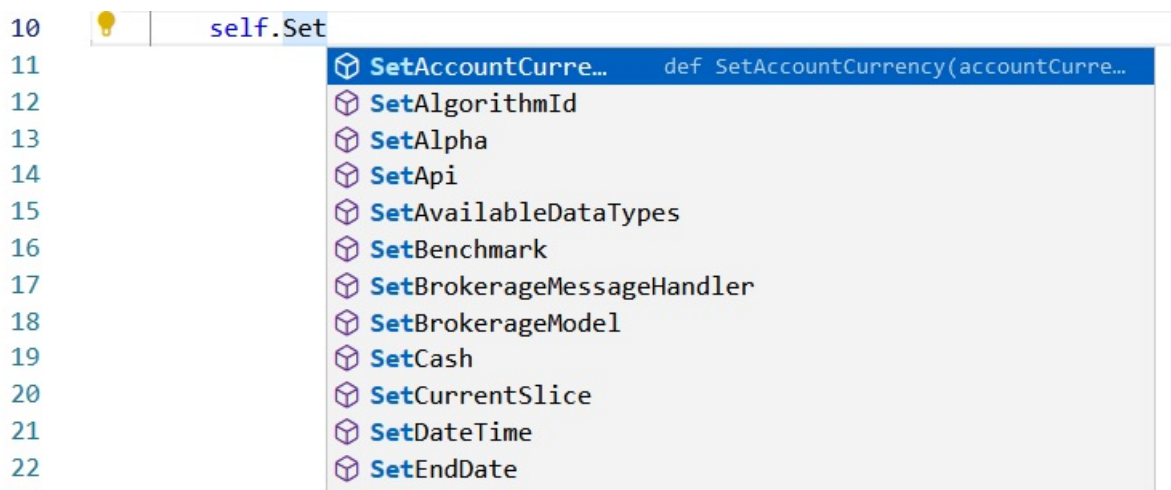 10 self.Set
11 SetAccountCurre… def SetAccountCurrency(accountCurre…
12 SetAlgorithmId
13 SetAlpha
14 SetApi
15 SetAvailableDataTypes
16 SetBenchmark
17 SetBrokerageMessageHandler
18 SetBrokerageModel
19 SetCash
20 SetCurrentSlice
21 SetDateTime
22 SetEndDate